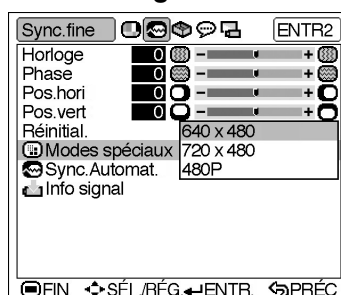 Sync.fine ENTR2
Horloge 0 - +
Phase 0 - +
Pos.hori 0 - +
Pos.vert 0 - +
Réinitial. 640 x 480
Modes spéciaux 720 x 480
Sync.Automat. 480P
Info signal
FIN SÉL./RÉG. ENTR. PRÉC